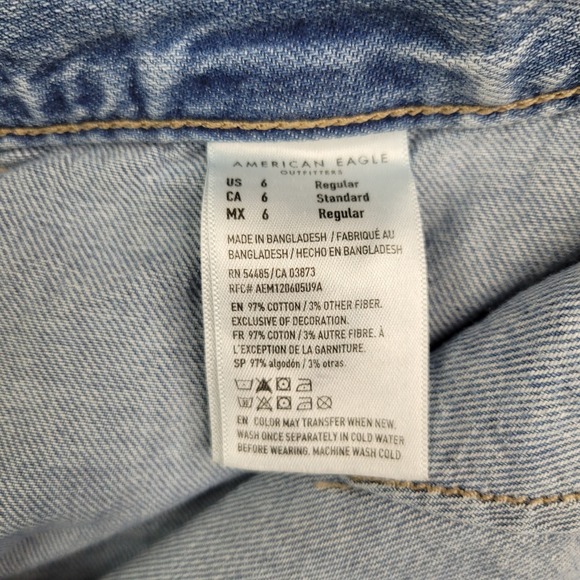 AMERICAN EAGLE
OUTFITTERS
US 6 Regular
CA 6 Standard
MX 6 Regular
MADE IN BANGLADESH / FABRIQUÉ AU
BANGLADESH / HECHO EN BANGLADESH
RN 54485 / CA 03873
RFC# AEM120605U9A
EN 97% COTTON / 3% OTHER FIBER.
EXCLUSIVE OF DECORATION.
FR 97% COTON / 3% AUTRE FIBRE. À
L'EXCEPTION DE LA GARNITURE.
SP 97% algodón / 3% otras.
EN COLOR MAY TRANSFER WHEN NEW.
WASH ONCE SEPARATELY IN COLD WATER
BEFORE WEARING. MACHINE WASH COLD